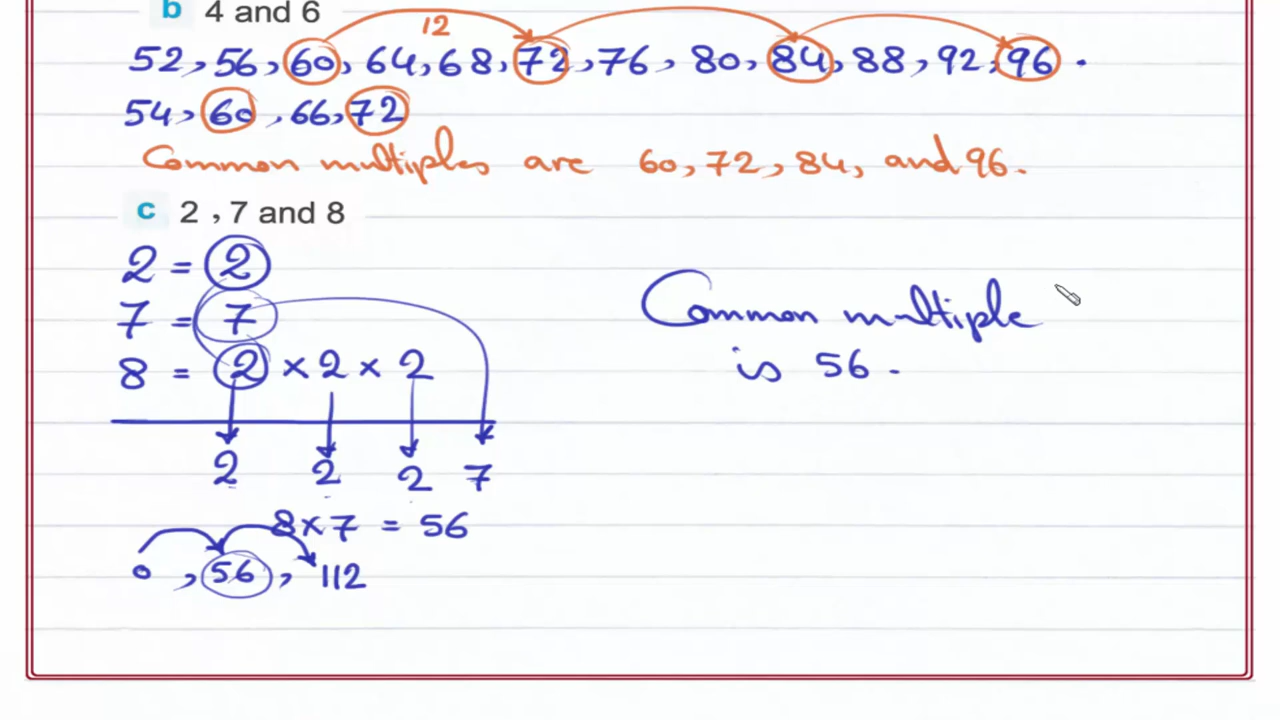 b 4 and 6
12
52, 56, 60, 64, 68, 72, 76, 80, 84, 88, 92, 96.
54, 60, 66, 72
Common multiples are 60, 72, 84, and 96.
c 2 , 7 and 8
2 = 2
7 = 7
8 = 2 × 2 × 2
2 2 2 7
8×7 = 56
0, 56, 112
Common multiple
is 56.